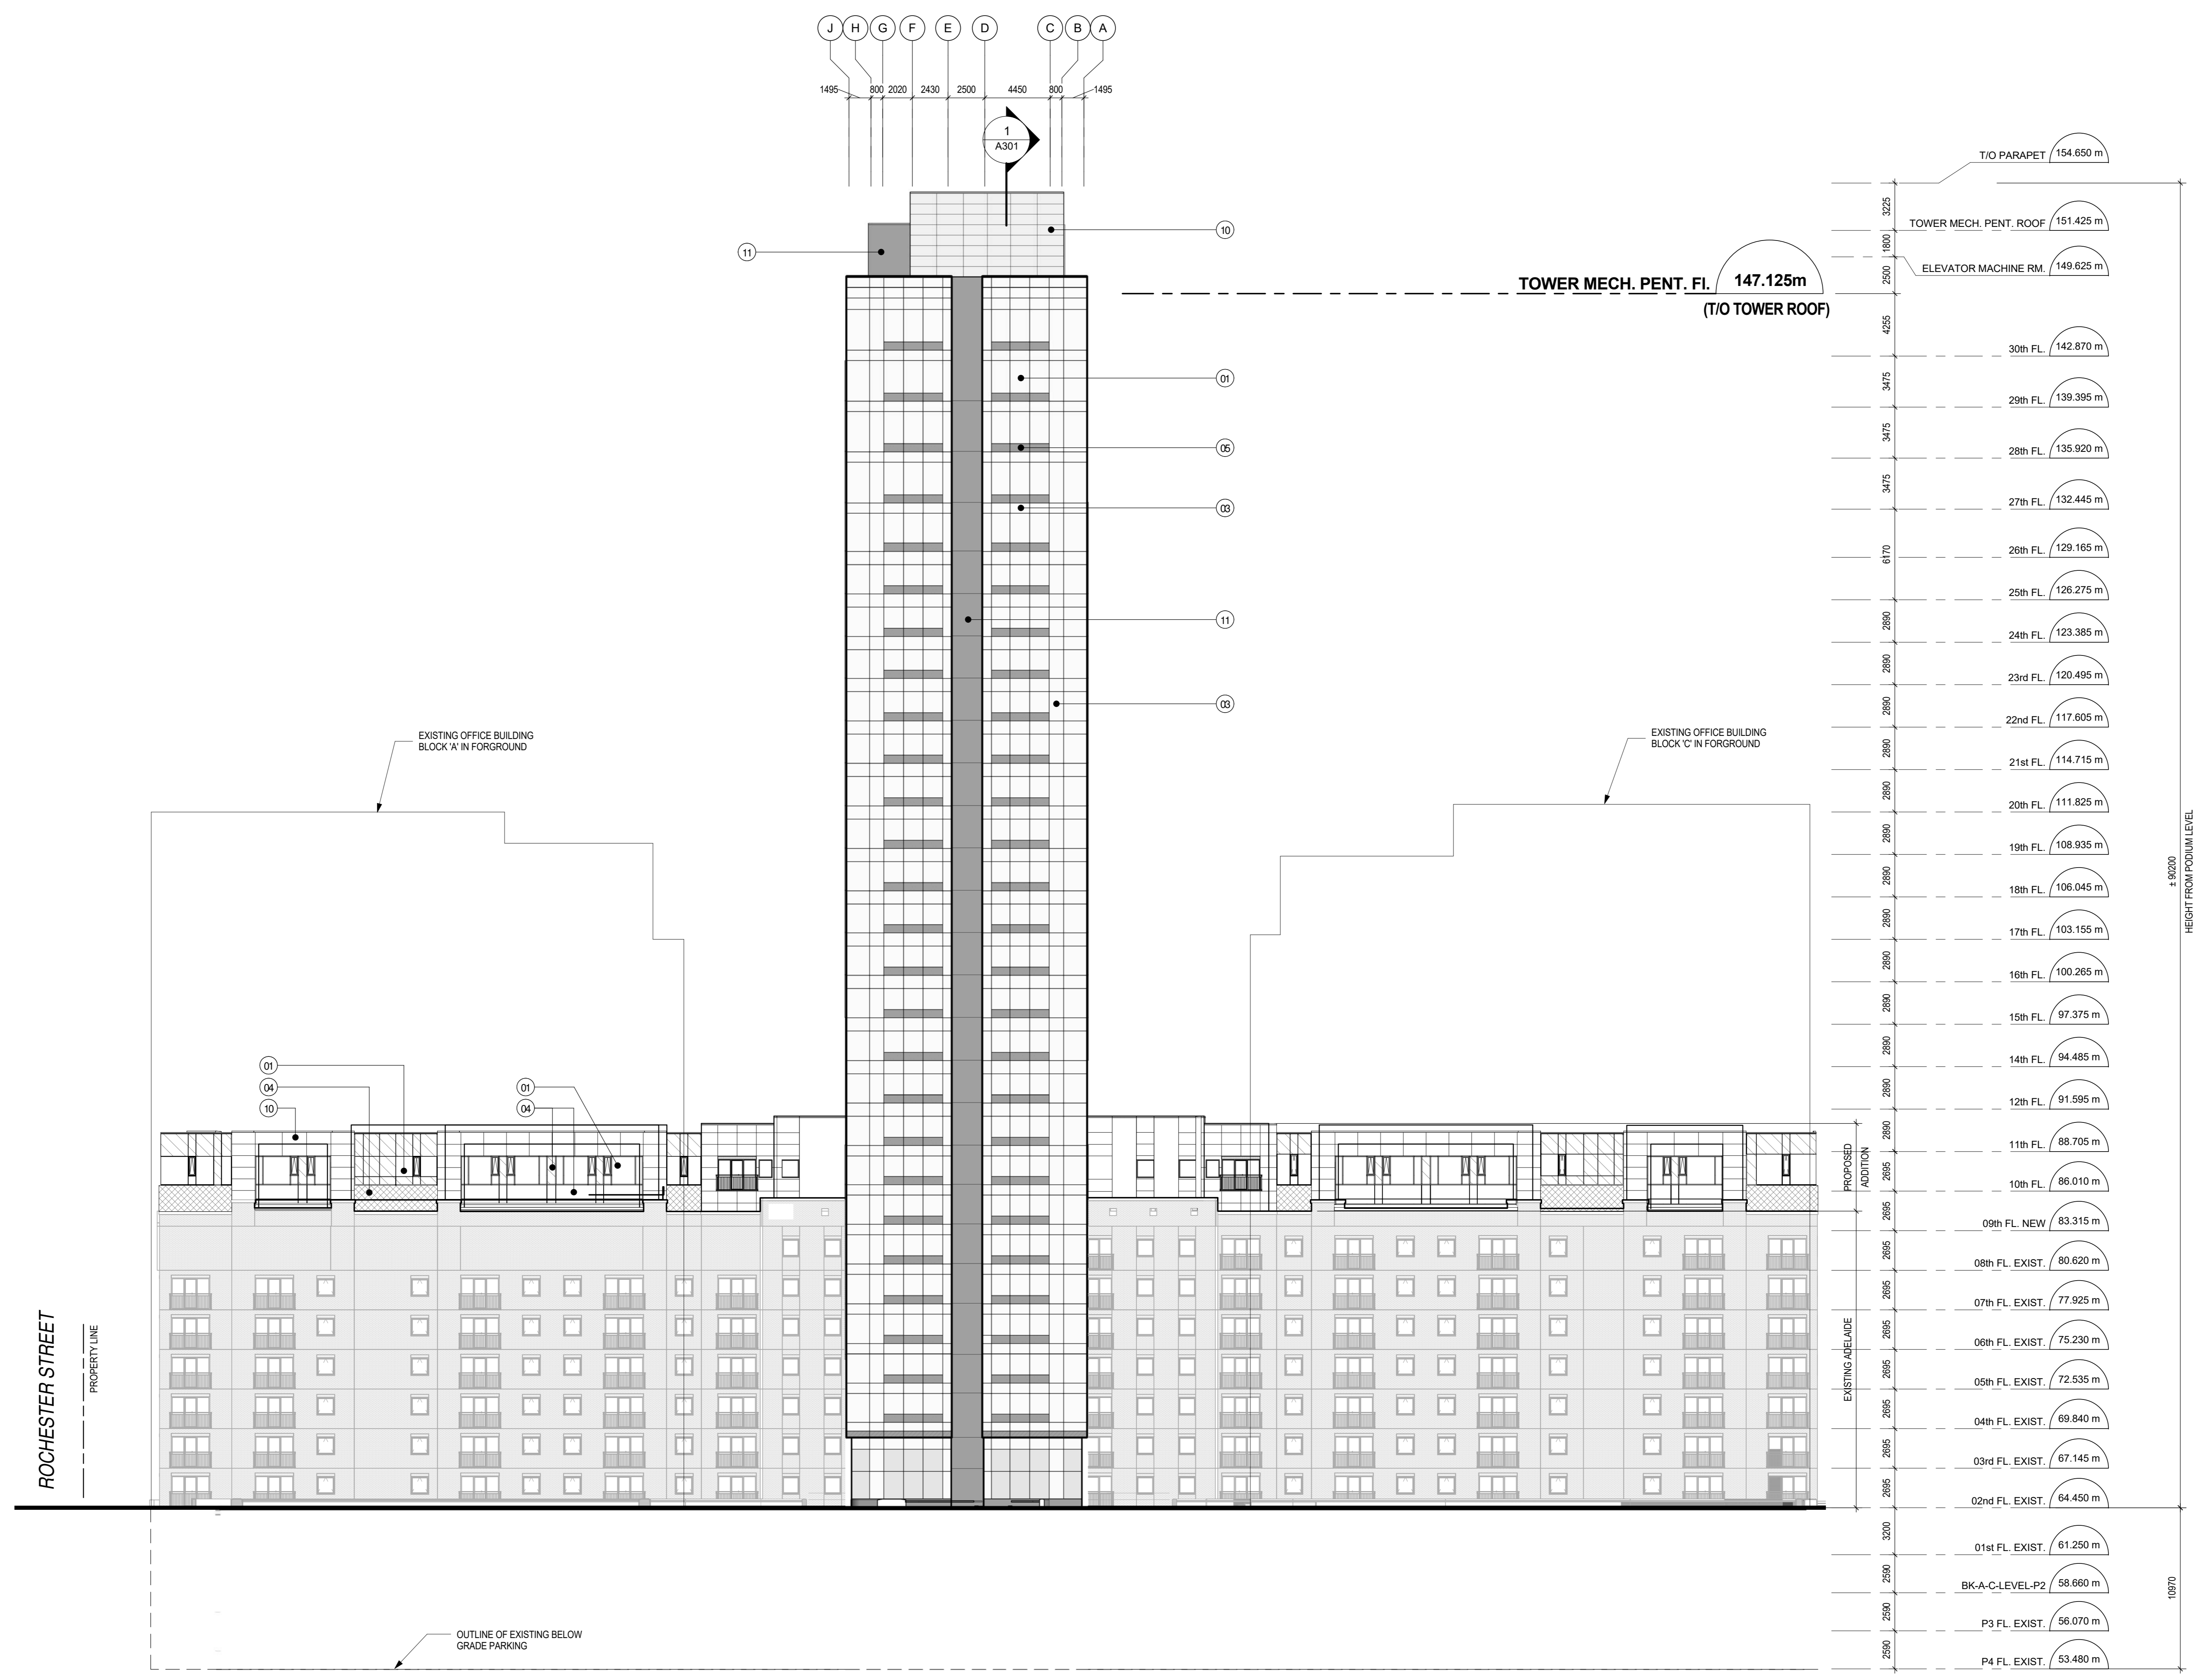 J H G F E D C B A
1495 800 2020 2430 2500 4450 800 1495
1
A301
T/O PARAPET 154.650 m
3225
TOWER MECH. PENT. ROOF 151.425 m
1800
ELEVATOR MACHINE RM. 149.625 m
2500
10
11
TOWER MECH. PENT. Fl. 147.125m
(T/O TOWER ROOF)
4255
30th FL. 142.870 m
01
3475
29th FL. 139.395 m
05
3475
28th FL. 135.920 m
03
3475
27th FL. 132.445 m
6170
26th FL. 129.165 m
25th FL. 126.275 m
11
2890
24th FL. 123.385 m
2890
23rd FL. 120.495 m
03
2890
22nd FL. 117.605 m
EXISTING OFFICE BUILDING
BLOCK 'A' IN FORGROUND
EXISTING OFFICE BUILDING
BLOCK 'C' IN FORGROUND
2890
21st FL. 114.715 m
2890
20th FL. 111.825 m
2890
19th FL. 108.935 m
± 90200
HEIGHT FROM PODIUM LEVEL
2890
18th FL. 106.045 m
2890
17th FL. 103.155 m
2890
16th FL. 100.265 m
2890
15th FL. 97.375 m
2890
14th FL. 94.485 m
01
04
10
01
04
2890
12th FL. 91.595 m
2890
11th FL. 88.705 m
PROPOSED
ADDITION
2695
10th FL. 86.010 m
2695
09th FL. NEW 83.315 m
2695
08th FL. EXIST. 80.620 m
2695
07th FL. EXIST. 77.925 m
ROCHESTER STREET
PROPERTY LINE
EXISTING ADELAIDE
2695
06th FL. EXIST. 75.230 m
2695
05th FL. EXIST. 72.535 m
2695
04th FL. EXIST. 69.840 m
2695
03rd FL. EXIST. 67.145 m
2695
02nd FL. EXIST. 64.450 m
3200
01st FL. EXIST. 61.250 m
2590
BK-A-C-LEVEL-P2 58.660 m
10970
2590
P3 FL. EXIST. 56.070 m
OUTLINE OF EXISTING BELOW
GRADE PARKING
2590
P4 FL. EXIST. 53.480 m